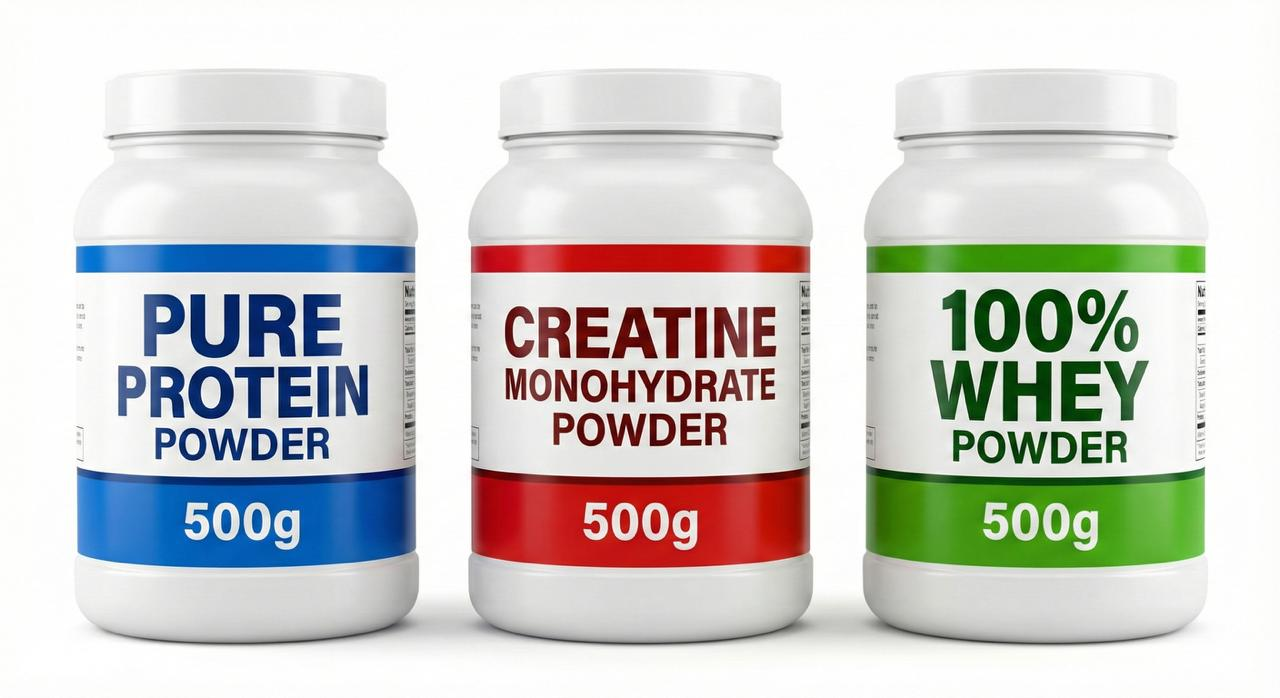 PURE
PROTEIN
POWDER
500g
CREATINE
MONOHYDRATE
POWDER
500g
100%
WHEY
POWDER
500g